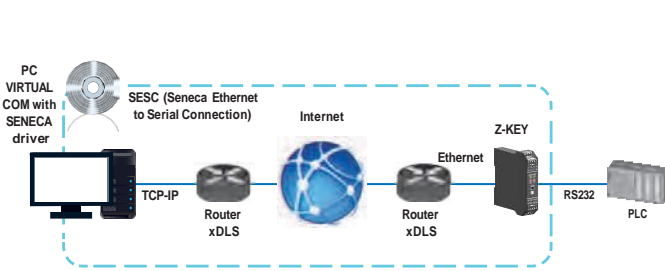 PC
VIRTUAL
COM with
SENECA
driver
SESC (Seneca Ethernet
to Serial Connection)
Internet
Z-KEY
Ethernet
TCP-IP
RS232
Router
xDLS
Router
xDLS
PLC